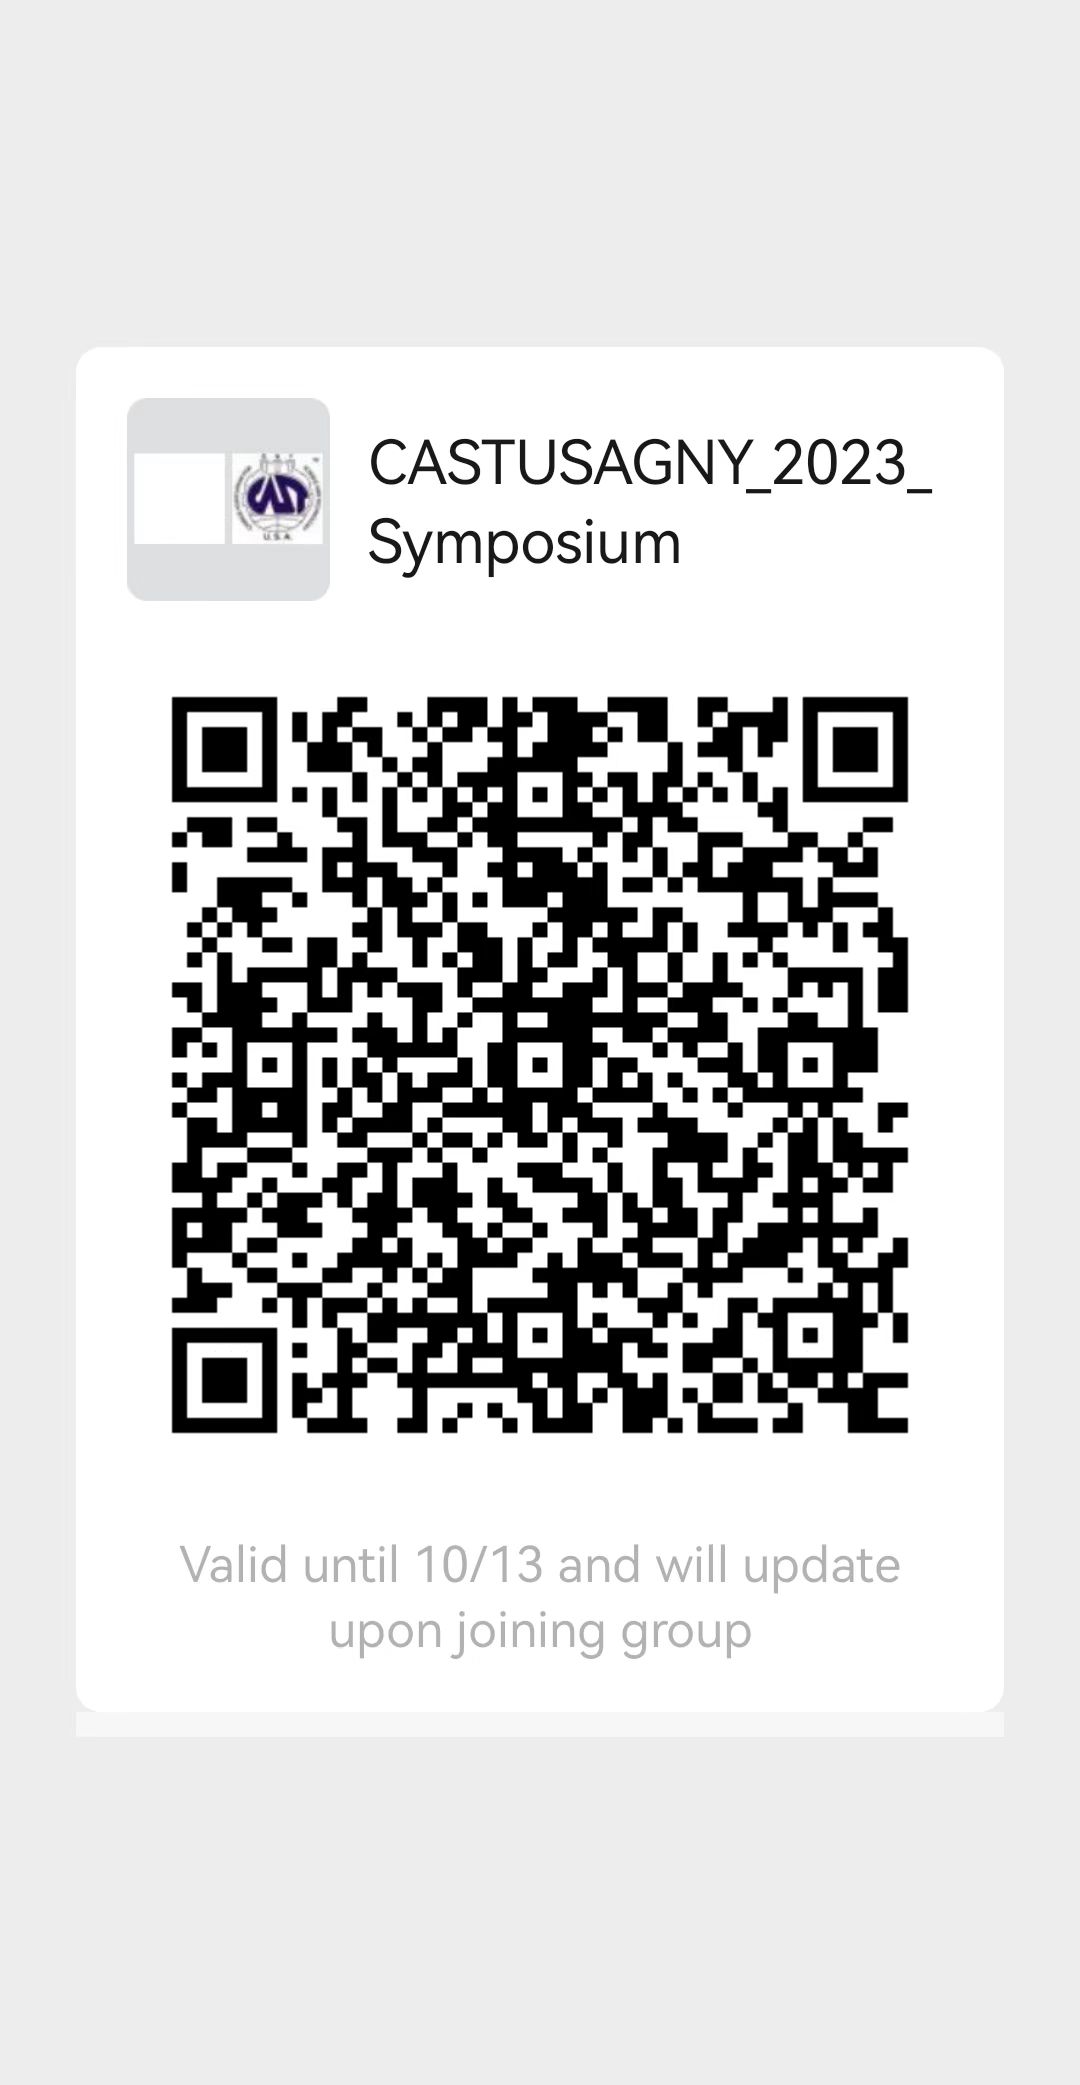 U.S.A.
CASTUSAGNY_2023_
Symposium
Valid until 10/13 and will update
upon joining group